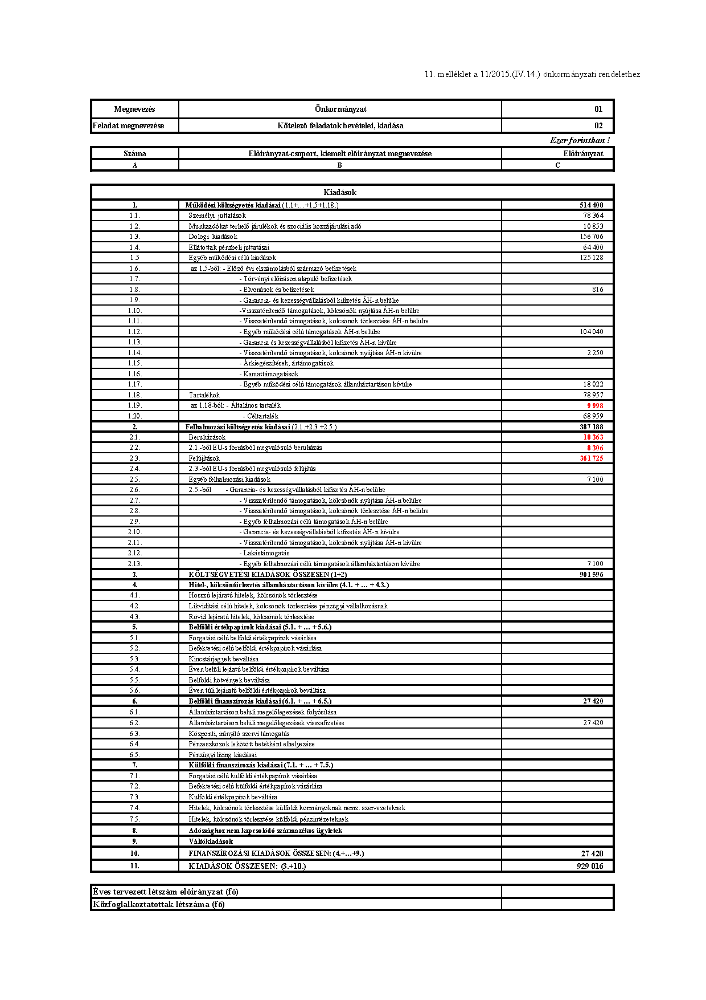 11. melléklet a 11/2015.(IV.14.) önkormányzati rendelethez
Megnevezés Önkormányzat 01
Feladat megnevezése Kötelező feladatok bevételei, kiadása 02
Ezer forintban !
Száma Előirányzat-csoport, kiemelt előirányzat megnevezése Előirányzat
A B C
Kiadások
1. Működési költségvetés kiadásai (1.1+…+1.5+1.18.) 514 408
1.1. Személyi juttatások 78 364
1.2. Munkaadókat terhelő járulékok és szociális hozzájárulási adó 10 853
1.3. Dologi kiadások 156 706
1.4. Ellátottak pénzbeli juttatásai 64 400
1.5 Egyéb működési célú kiadások 125 128
1.6. az 1.5-ből: - Előző évi elszámolásból származó befizetések
1.7. - Törvényi előíráson alapuló befizetések
1.8. - Elvonások és befizetések 816
1.9. - Garancia- és kezességvállalásból kifizetés ÁH-n belülre
1.10. -Visszatérítendő támogatások, kölcsönök nyújtása ÁH-n belülre
1.11. - Visszatérítendő támogatások, kölcsönök törlesztése ÁH-n belülre
1.12. - Egyéb működési célú támogatások ÁH-n belülre 104 040
1.13. - Garancia és kezességvállalásból kifizetés ÁH-n kívülre
1.14. - Visszatérítendő támogatások, kölcsönök nyújtása ÁH-n kívülre 2 250
1.15. - Árkiegészítések, ártámogatások
1.16. - Kamattámogatások
1.17. - Egyéb működési célú támogatások államháztartáson kívülre 18 022
1.18. Tartalékok 78 957
1.19. az 1.18-ból: - Általános tartalék 9 998
1.20. - Céltartalék 68 959
2. Felhalmozási költségvetés kiadásai (2.1.+2.3.+2.5.) 387 188
2.1. Beruházások 18 363
2.2. 2.1.-ből EU-s forrásból megvalósuló beruházás 8 306
2.3. Felújítások 361 725
2.4. 2.3.-ból EU-s forrásból megvalósuló felújítás
2.5. Egyéb felhalmozási kiadások 7 100
2.6. 2.5.-ből - Garancia- és kezességvállalásból kifizetés ÁH-n belülre
2.7. - Visszatérítendő támogatások, kölcsönök nyújtása ÁH-n belülre
2.8. - Visszatérítendő támogatások, kölcsönök törlesztése ÁH-n belülre
2.9. - Egyéb felhalmozási célú támogatások ÁH-n belülre
2.10. - Garancia- és kezességvállalásból kifizetés ÁH-n kívülre
2.11. - Visszatérítendő támogatások, kölcsönök nyújtása ÁH-n kívülre
2.12. - Lakástámogatás
2.13. - Egyéb felhalmozási célú támogatások államháztartáson kívülre 7 100
3. KÖLTSÉGVETÉSI KIADÁSOK ÖSSZESEN (1+2) 901 596
4. Hitel-, kölcsöntörlesztés államháztartáson kívülre (4.1. + … + 4.3.)
4.1. Hosszú lejáratú hitelek, kölcsönök törlesztése
4.2. Likviditási célú hitelek, kölcsönök törlesztése pénzügyi vállalkozásnak
4.3. Rövid lejáratú hitelek, kölcsönök törlesztése
5. Belföldi értékpapírok kiadásai (5.1. + … + 5.6.)
5.1. Forgatási célú belföldi értékpapírok vásárlása
5.2. Befektetési célú belföldi értékpapírok vásárlása
5.3. Kincstárjegyek beváltása
5.4. Éven belüli lejáatú belföldi értékpapírok beváltása
5.5. Belföldi kötvények beváltása
5.6. Éven túli lejáratú belföldi értékpapírok beváltása
6. Belföldi finanszírozás kiadásai (6.1. + … + 6.5.) 27 420
6.1. Államháztartáson belüli megelőlegezések folyósítása
6.2. Államháztartáson belüli megelőlegezések visszafizetése 27 420
6.3. Központi, irányító szervi támogatás
6.4. Pénzeszközök lekötött betétként elhelyezése
6.5. Pénzügyi lízing kiadásai
7. Külföldi finanszírozás kiadásai (7.1. + … + 7.5.)
7.1. Forgatási célú külföldi értékpapírok vásárlása
7.2. Befektetési célú külföldi értékpapírok vásárlása
7.3. Külföldi értékpapírok beváltása
7.4. Hitelek, kölcsönök törlesztése külföldi kormányoknak nemz. szervezeteknek
7.5. Hitelek, kölcsönök törlesztése külföldi pénzintézeteknek
8. Adóssághoz nem kapcsolódó származékos ügyletek
9. Váltókiadások
10. FINANSZÍROZÁSI KIADÁSOK ÖSSZESEN: (4.+…+9.) 27 420
11. KIADÁSOK ÖSSZESEN: (3.+10.) 929 016
Éves tervezett létszám előirányzat (fő)
Közfoglalkoztatottak létszáma (fő)